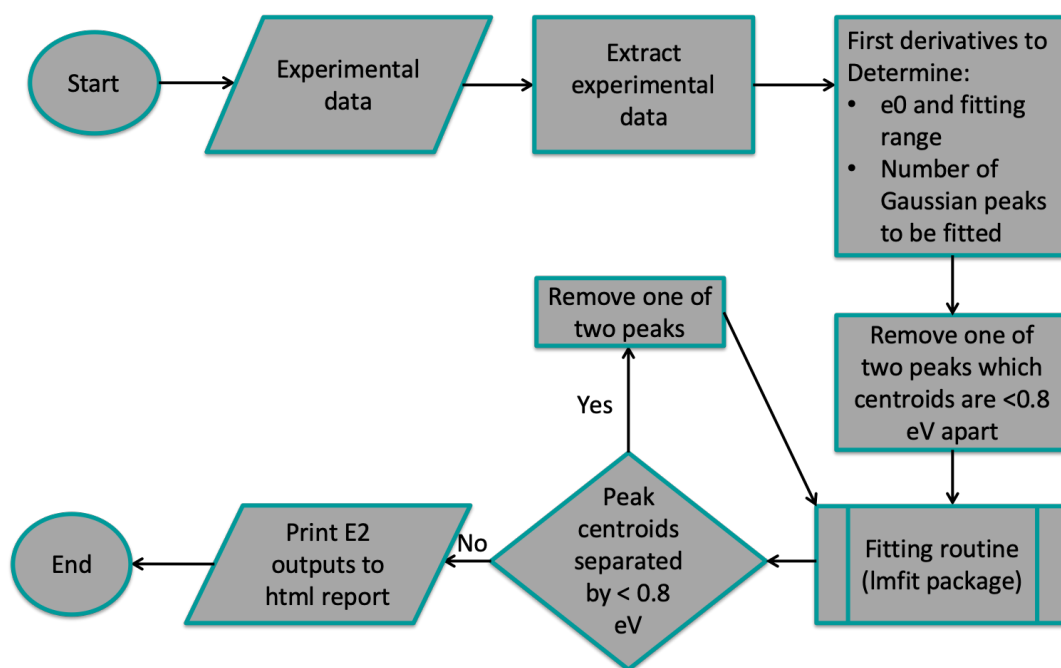 Start
Experimental
data
Extract
experimental
data
First derivatives to
Determine:
• e0 and fitting
range
• Number of
Gaussian peaks
to be fitted
Remove one of
two peaks which
centroids are <0.8
eV apart
Fitting routine
(lmfit package)
Peak
centroids
separated
by < 0.8
eV
Yes
Remove one of
two peaks
No
Print E2
outputs to
html report
End